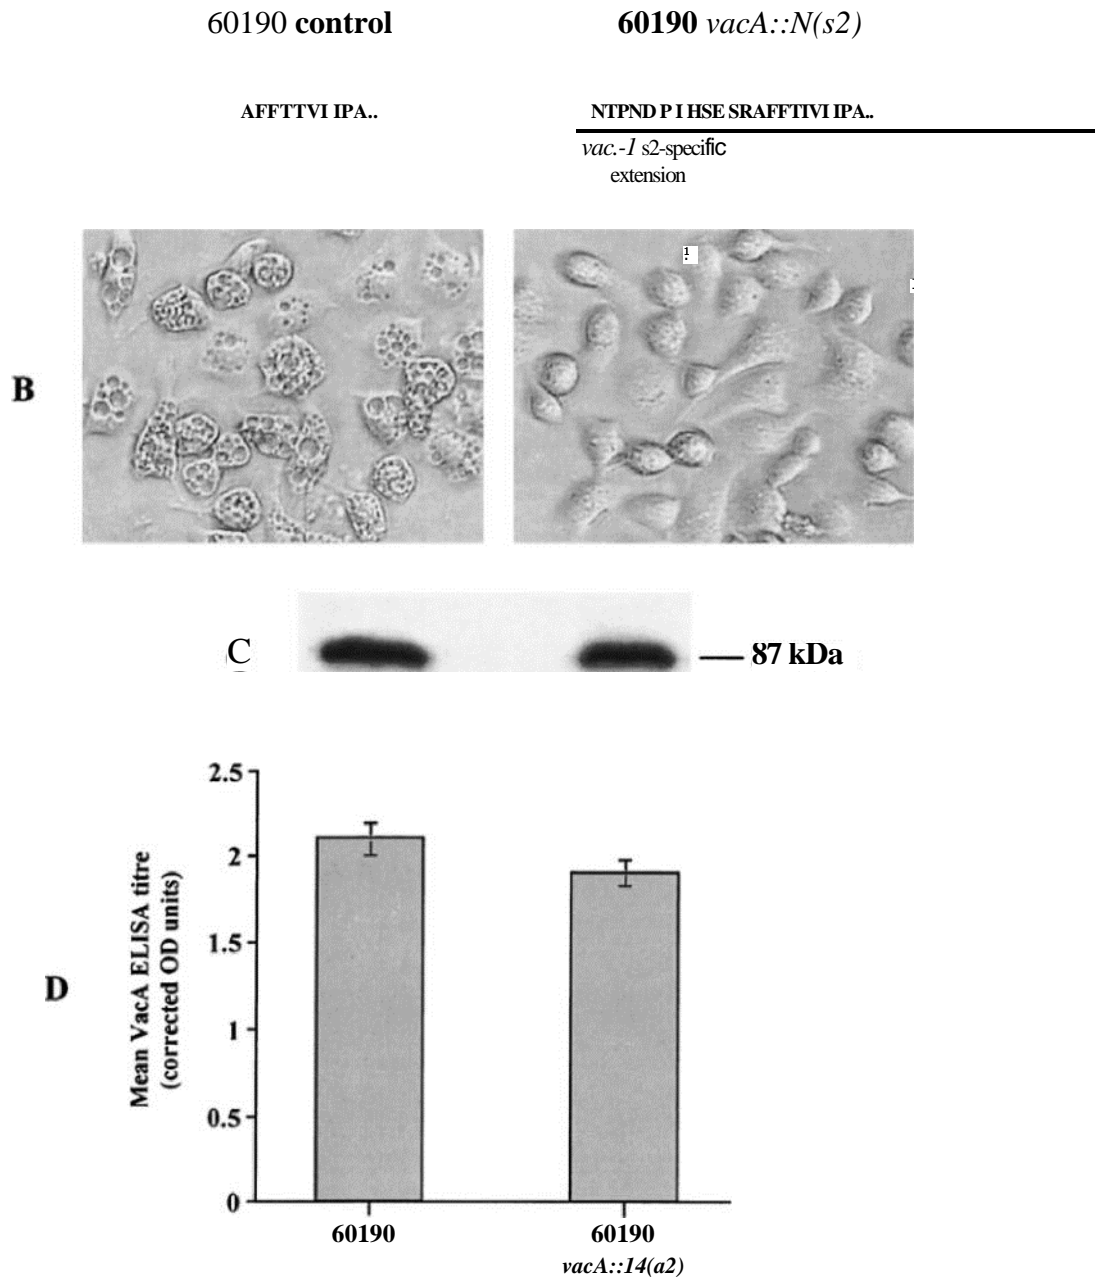 60190 control 60190 vacA::N(s2)
AFFTTVI IPA.. NTPND P I HSE SRAFFTIVI IPA..
vac.-1 s2-specific
extension
1
B
C
87 kDa
D
Mean VacA ELISA titre
(corrected OD units)
2.5
2
1.5
1
0.5
0
60190 60190
vacA::14(a2)